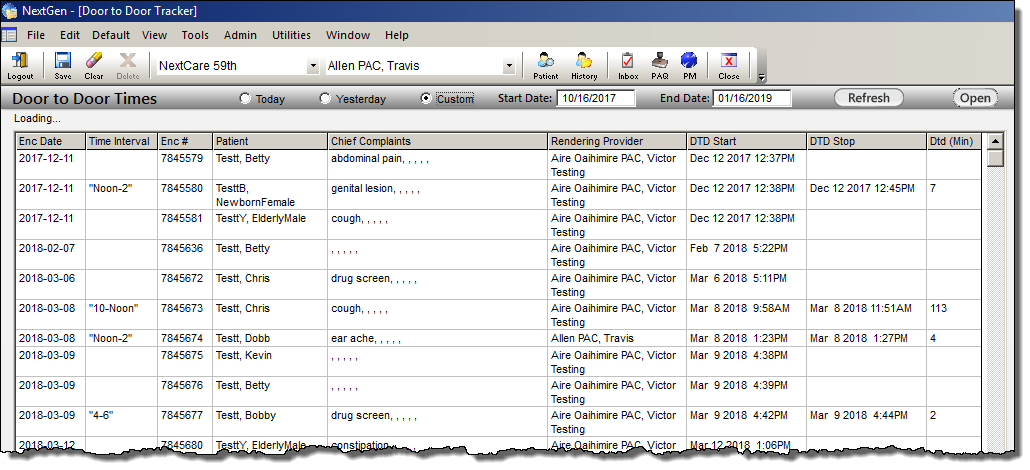 NextGen - [Door to Door Tracker]
File Edit Default View Tools Admin Utilities Window Help
Logout Save Clear Delete NextCare 59th Allen PAC, Travis Patient History Inbox PAQ PM Close
Door to Door Times Today Yesterday Custom Start Date: 10/16/2017 End Date: 01/16/2019 Refresh Open
Loading...
Enc Date Time Interval Enc # Patient Chief Complaints Rendering Provider DTD Start DTD Stop Dtd (Min)
2017-12-11 7845579 Testt, Betty abdominal pain, , , , , Aire Oaihimire PAC, Victor Dec 12 2017 12:37PM
Testing
2017-12-11 "Noon-2" 7845580 TesttB, genital lesion, , , , , Aire Oaihimire PAC, Victor Dec 12 2017 12:38PM Dec 12 2017 12:45PM 7
NewbornFemale Testing
2017-12-11 7845581 TesttY, ElderlyMale cough, , , , , Aire Oaihimire PAC, Victor Dec 12 2017 12:38PM
Testing
2018-02-07 7845636 Testt, Betty , , , , , Aire Oaihimire PAC, Victor Feb 7 2018 5:22PM
Testing
2018-03-06 7845672 Testt, Chris drug screen, , , , , Aire Oaihimire PAC, Victor Mar 6 2018 5:11PM
Testing
2018-03-08 "10-Noon" 7845673 Testt, Chris cough, , , , , Aire Oaihimire PAC, Victor Mar 8 2018 9:58AM Mar 8 2018 11:51AM 113
Testing
2018-03-08 "Noon-2" 7845674 Testt, Dobb ear ache, , , , , Allen PAC, Travis Mar 8 2018 1:23PM Mar 8 2018 1:27PM 4
2018-03-09 7845675 Testt, Kevin , , , , , Aire Oaihimire PAC, Victor Mar 9 2018 4:38PM
Testing
2018-03-09 7845676 Testt, Betty , , , , , Aire Oaihimire PAC, Victor Mar 9 2018 4:39PM
Testing
2018-03-09 "4-6" 7845677 Testt, Bobby drug screen, , , , , Aire Oaihimire PAC, Victor Mar 9 2018 4:42PM Mar 9 2018 4:44PM 2
Testing
2018-03-12 7845680 TesttY, ElderlyMale constipation, , , , , Aire Oaihimire PAC, Victor Mar 12 2018 1:06PM